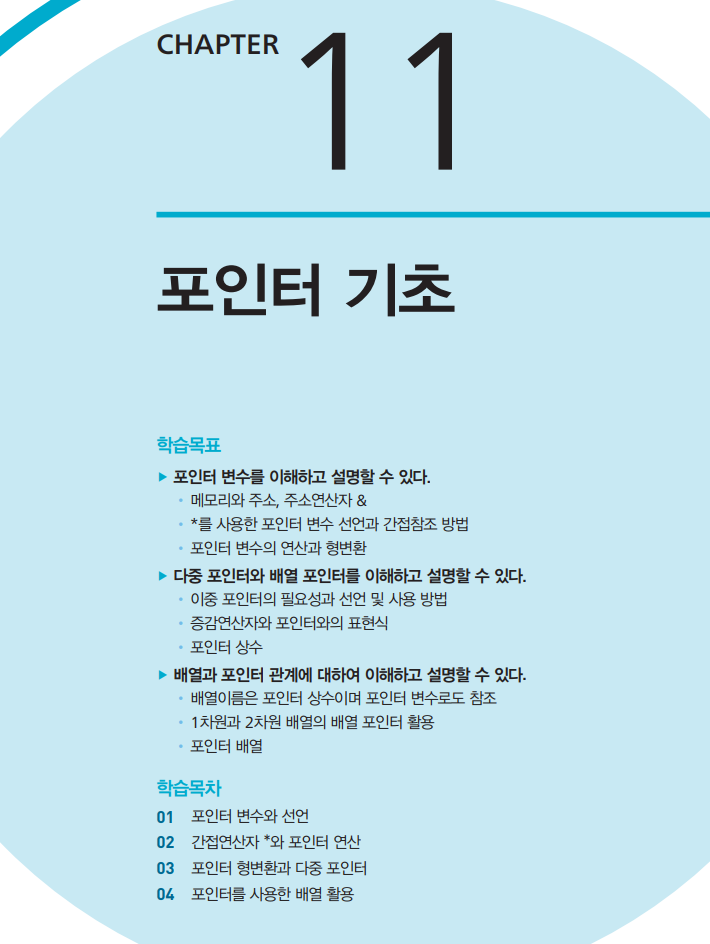 CHAPTER 11
포인터 기초
학습목표
▶ 포인터 변수를 이해하고 설명할 수 있다.
• 메모리와 주소, 주소연산자 &
• *를 사용한 포인터 변수 선언과 간접참조 방법
• 포인터 변수의 연산과 형변환
▶ 다중 포인터와 배열 포인터를 이해하고 설명할 수 있다.
• 이중 포인터의 필요성과 선언 및 사용 방법
• 증감연산자와 포인터와의 표현식
• 포인터 상수
▶ 배열과 포인터 관계에 대하여 이해하고 설명할 수 있다.
• 배열이름은 포인터 상수이며 포인터 변수로도 참조
• 1차원과 2차원 배열의 배열 포인터 활용
• 포인터 배열
학습목차
01 포인터 변수와 선언
02 간접연산자 *와 포인터 연산
03 포인터 형변환과 다중 포인터
04 포인터를 사용한 배열 활용